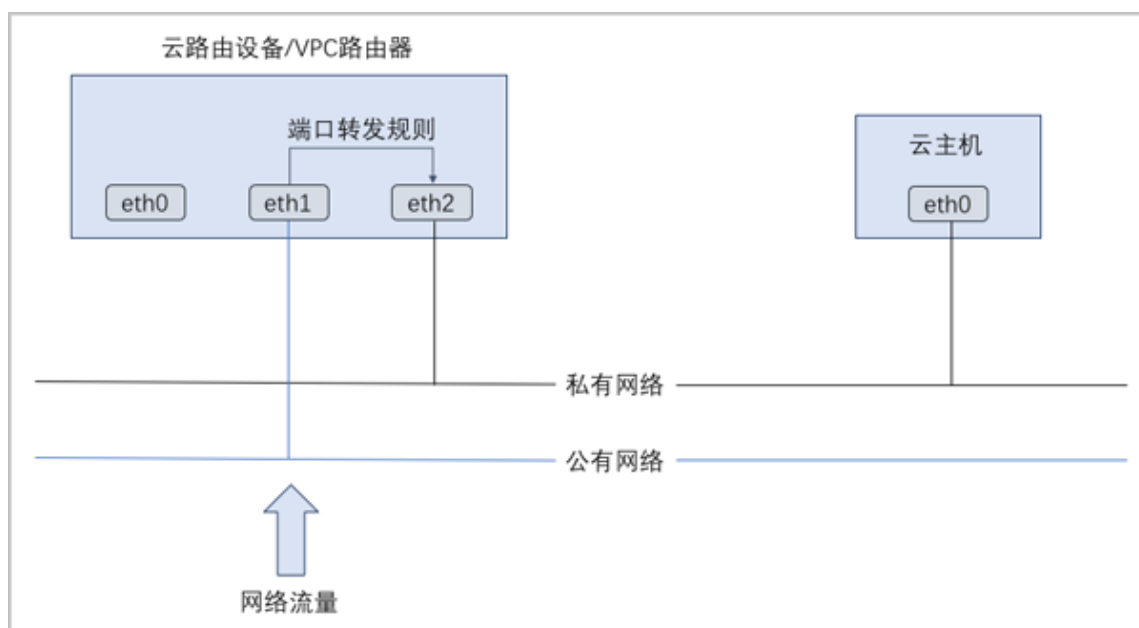 云路由设备/VPC路由器
端口转发规则
云主机
eth0
eth1
eth2
eth0
私有网络
公有网络
网络流量